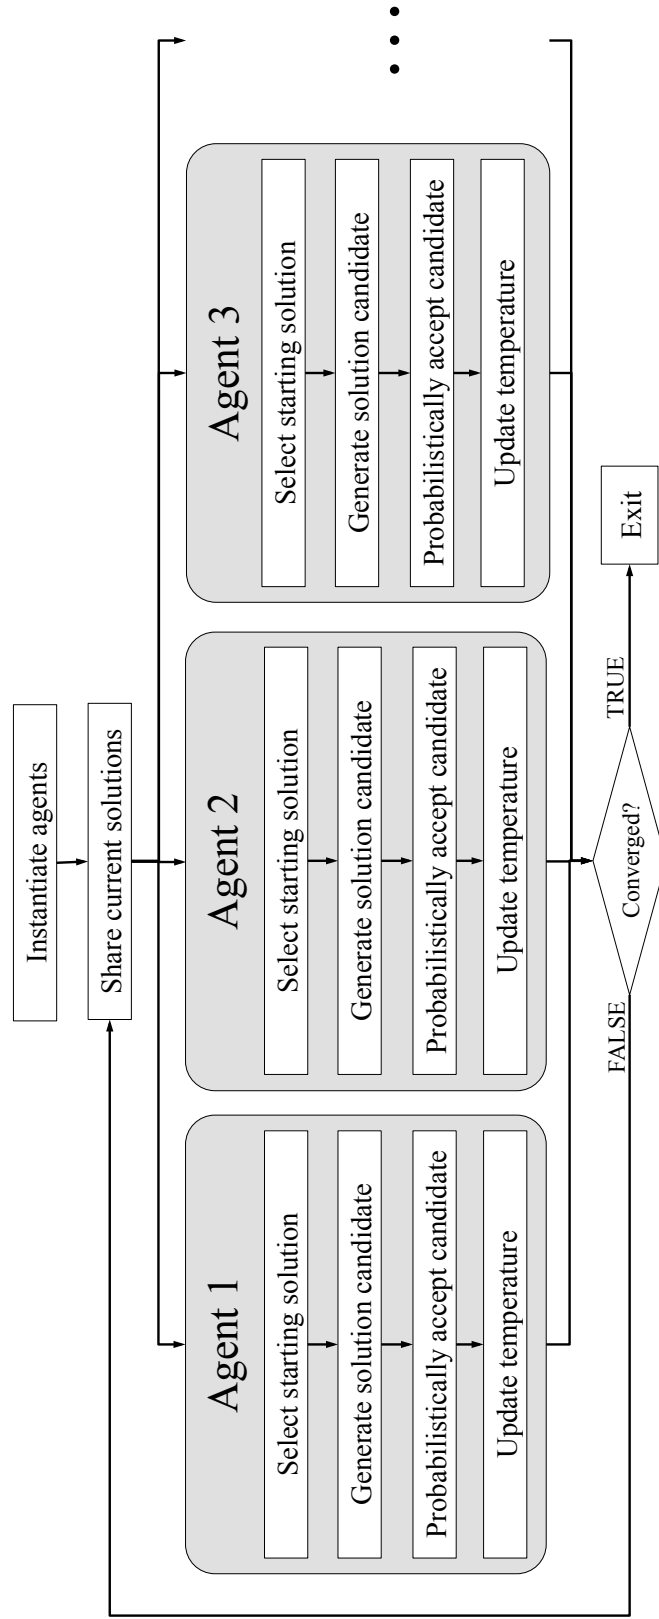 Instantiate agents
Share current solutions
Agent 1
Select starting solution
Generate solution candidate
Probabilistically accept candidate
Update temperature
Agent 2
Select starting solution
Generate solution candidate
Probabilistically accept candidate
Update temperature
Agent 3
Select starting solution
Generate solution candidate
Probabilistically accept candidate
Update temperature
FALSE
Converged?
TRUE
Exit